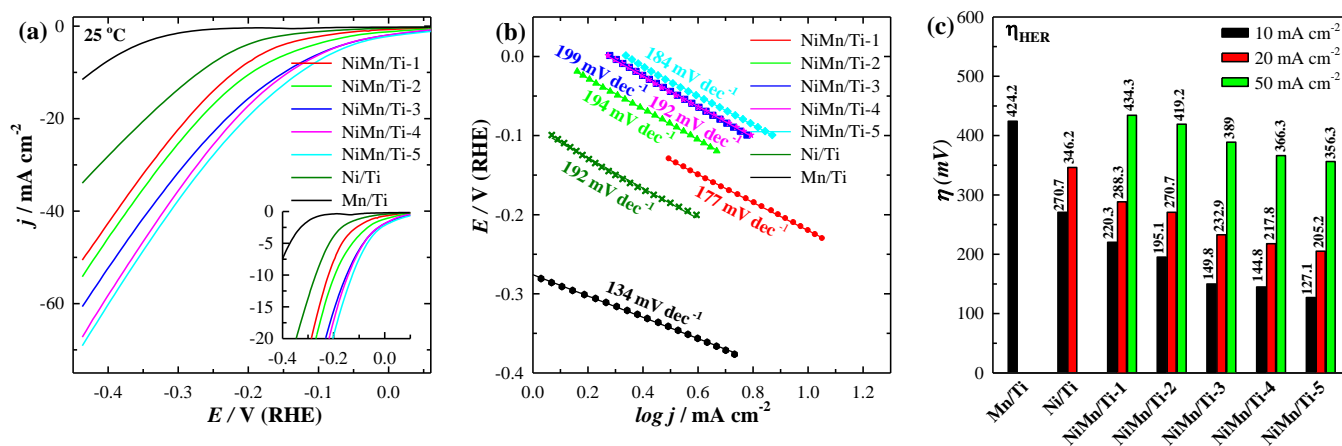 (a)
25 °C
j / mA cm⁻²
0
-20
-40
-60
NiMn/Ti-1
NiMn/Ti-2
NiMn/Ti-3
NiMn/Ti-4
NiMn/Ti-5
Ni/Ti
Mn/Ti
0
-5
-10
-15
-20
-0.4
-0.2
0.0
-0.4
-0.3
-0.2
-0.1
0.0
E / V (RHE)
(b)
E / V (RHE)
0.0
-0.1
-0.2
-0.3
-0.4
184 mV dec⁻¹
199 mV dec⁻¹
192 mV dec⁻¹
194 mV dec⁻¹
192 mV dec⁻¹
177 mV dec⁻¹
134 mV dec⁻¹
NiMn/Ti-1
NiMn/Ti-2
NiMn/Ti-3
NiMn/Ti-4
NiMn/Ti-5
Ni/Ti
Mn/Ti
0.0
0.4
0.8
1.2
log j / mA cm⁻²
(c)
η (mV)
600
500
400
300
200
100
0
ηHER
10 mA cm⁻²
20 mA cm⁻²
50 mA cm⁻²
424.2
270.7
346.2
220.3
288.3
434.3
195.1
270.7
419.2
149.8
232.9
389
144.8
217.8
366.3
127.1
205.2
356.3
Mn/Ti
Ni/Ti
NiMn/Ti-1
NiMn/Ti-2
NiMn/Ti-3
NiMn/Ti-4
NiMn/Ti-5